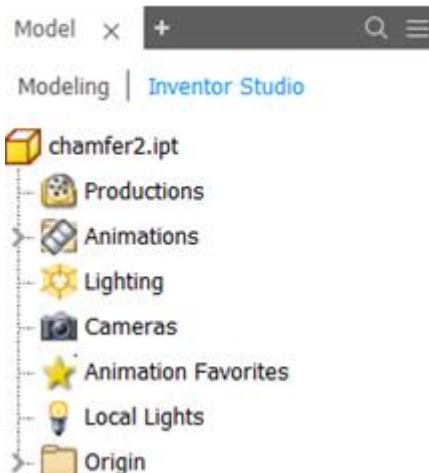 Model
Modeling | Inventor Studio
chamfer2.ipt
Productions
Animations
Lighting
Cameras
Animation Favorites
Local Lights
Origin